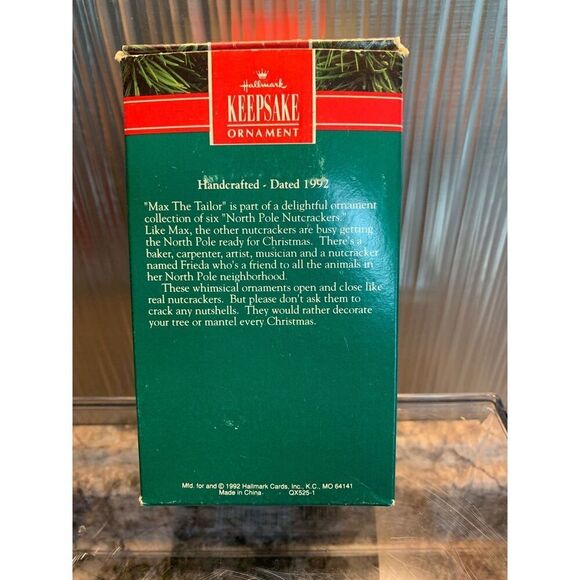 Hallmark
KEEPSAKE
ORNAMENT
Handcrafted - Dated 1992
"Max The Tailor" is part of a delightful ornament
collection of six "North Pole Nutcrackers."
Like Max, the other nutcrackers are busy getting
the North Pole ready for Christmas. There's a
baker, carpenter, artist, musician and a nutcracker
named Frieda who's a friend to all the animals in
her North Pole neighborhood.
These whimsical ornaments open and close like
real nutcrackers. But please don't ask them to
crack any nutshells. They would rather decorate
your tree or mantel every Christmas.
Mfd. for and © 1992 Hallmark Cards, Inc., K.C., MO 64141
Made in China QX525-1